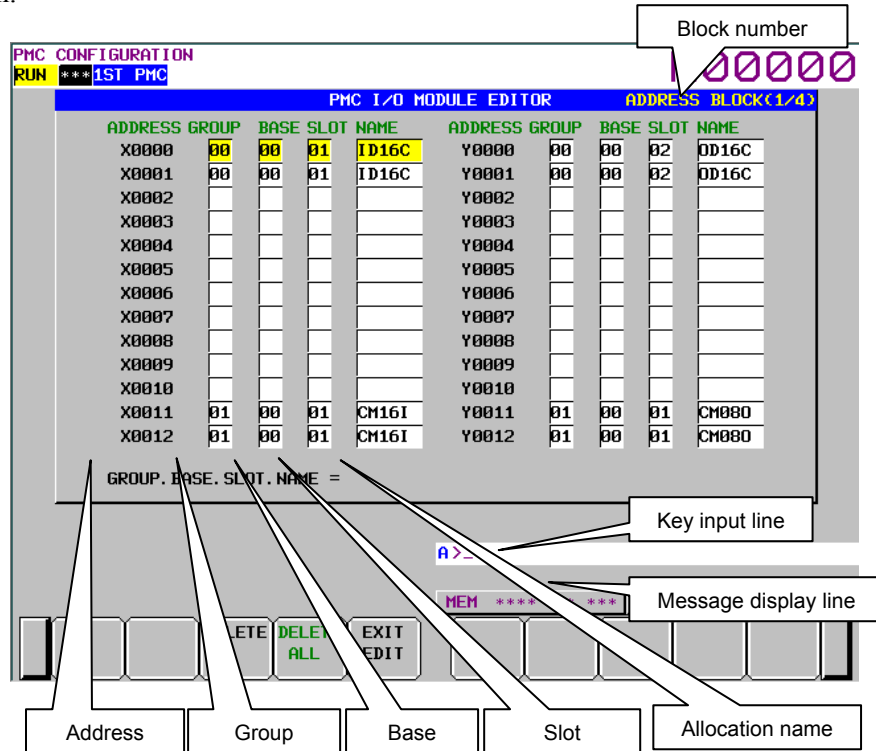 Block number
PMC CONFIGURATION
RUN ***1ST PMC
PMC I/O MODULE EDITOR ADDRESS BLOCK(1/4)
ADDRESS GROUP BASE SLOT NAME ADDRESS GROUP BASE SLOT NAME
X0000 00 00 01 ID16C Y0000 00 00 02 OD16C
X0001 00 00 01 ID16C Y0001 00 00 02 OD16C
X0002 Y0002
X0003 Y0003
X0004 Y0004
X0005 Y0005
X0006 Y0006
X0007 Y0007
X0008 Y0008
X0009 Y0009
X0010 Y0010
X0011 01 00 01 CM16I Y0011 01 00 01 CM08O
X0012 01 00 01 CM16I Y0012 01 00 01 CM08O
GROUP.BASE.SLOT.NAME =
Key input line
A>_
Message display line
MEM **** *** ***
DELETE EXIT
ALL EDIT
Address Group Base Slot Allocation name